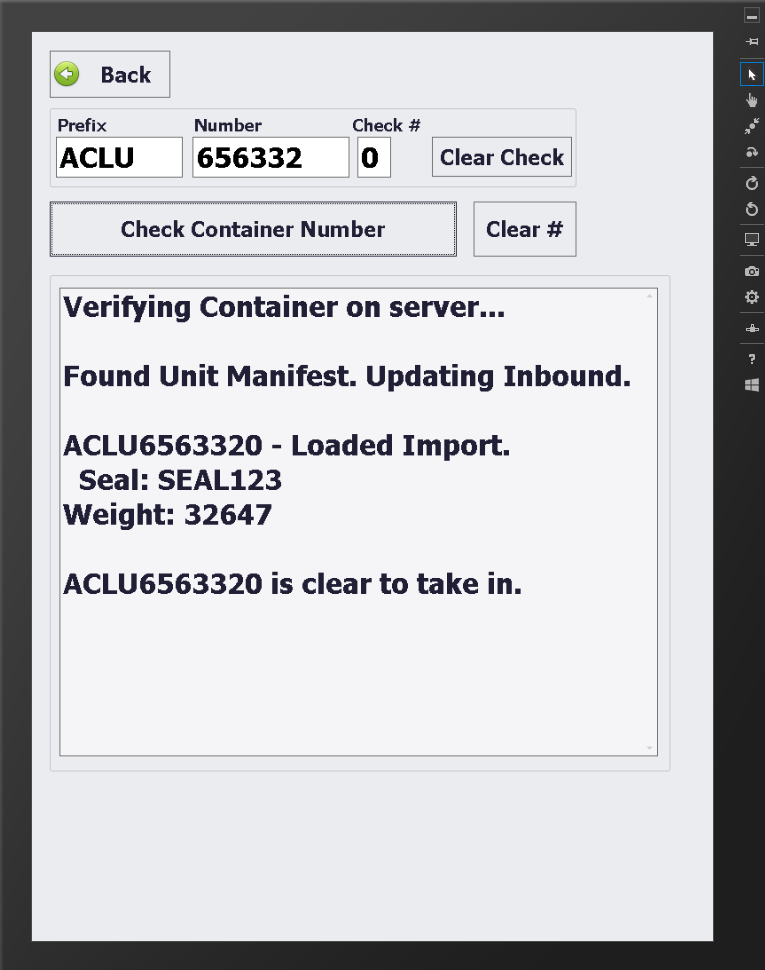 Back
Prefix Number Check #
ACLU 656332 0 Clear Check
Check Container Number Clear #
Verifying Container on server...
Found Unit Manifest. Updating Inbound.
ACLU6563320 - Loaded Import.
Seal: SEAL123
Weight: 32647
ACLU6563320 is clear to take in.
?